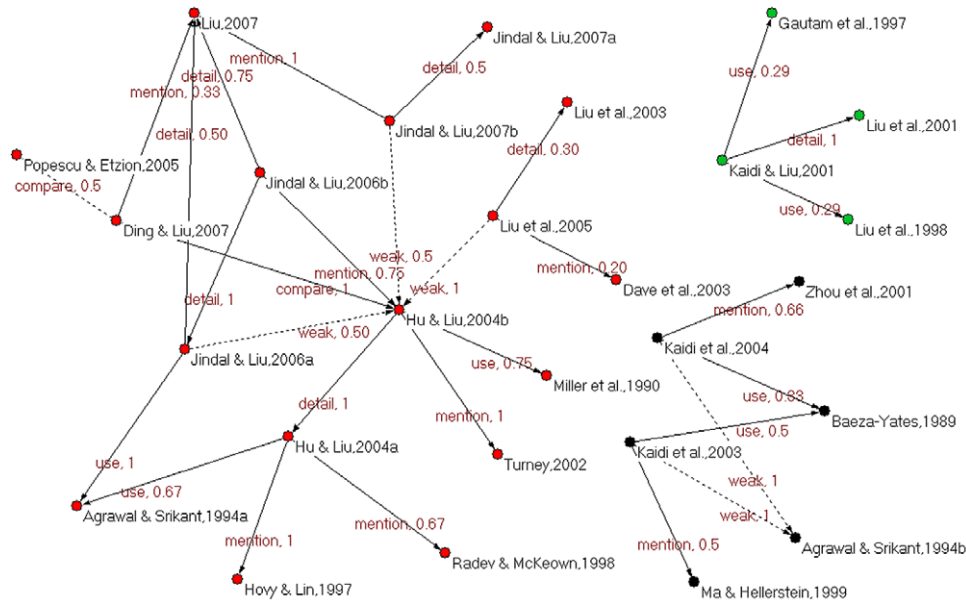 Liu,2007
Gautam et al.,1997
Jindal & Liu,2007a
mention, 1
detail, 0.5
use, 0.29
detail, 0.75
mention, 0.33
Liu et al.,2003
Liu et al.,2001
detail, 1
Jindal & Liu,2007b
detail, 0.50
detail, 0.30
Popescu & Etzion,2005
Kaidi & Liu,2001
compare, 0.5
Jindal & Liu,2006b
use, 0.29
Ding & Liu,2007
Liu et al.,2005
Liu et al.,1998
weak, 0.5
mention, 0.75
mention, 0.20
compare, 1
weak, 1
Dave et al.,2003
Zhou et al.,2001
detail, 1
mention, 0.66
Hu & Liu,2004b
weak, 0.50
Kaidi et al.,2004
Jindal & Liu,2006a
use, 0.75
Miller et al.,1990
use, 0.33
detail, 1
mention, 1
Baeza-Yates,1989
use, 0.5
Hu & Liu,2004a
Kaidi et al.,2003
Turney,2002
use, 1
weak, 1
use, 0.67
Agrawal & Srikant,1994a
weak, 1
mention, 0.67
mention, 1
mention, 0.5
Agrawal & Srikant,1994b
Radev & McKeown,1998
Hovy & Lin,1997
Ma & Hellerstein,1999